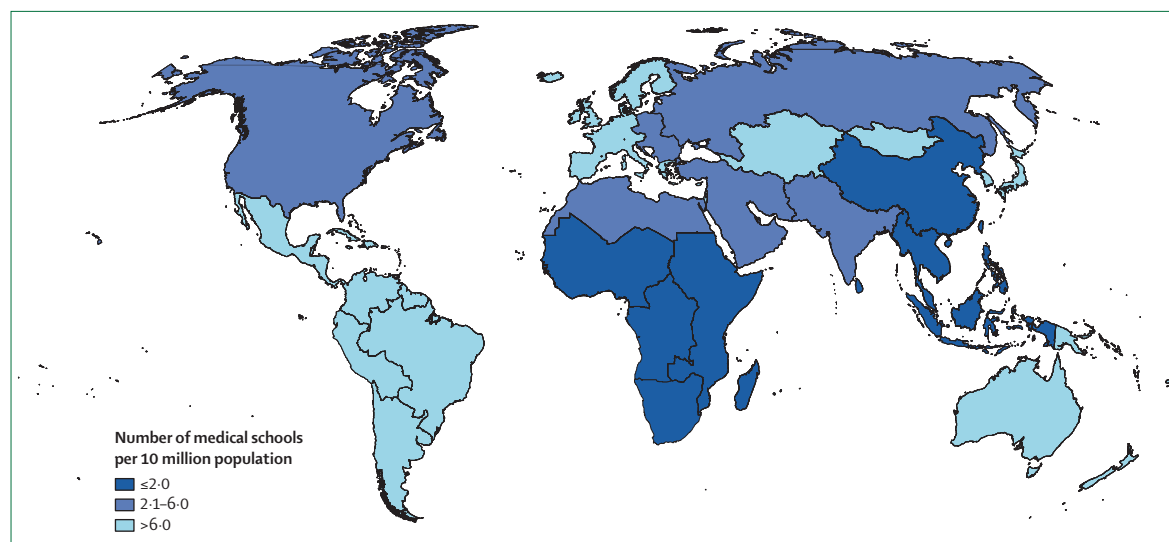 Number of medical schools
per 10 million population
≤2·0
2·1–6·0
>6·0